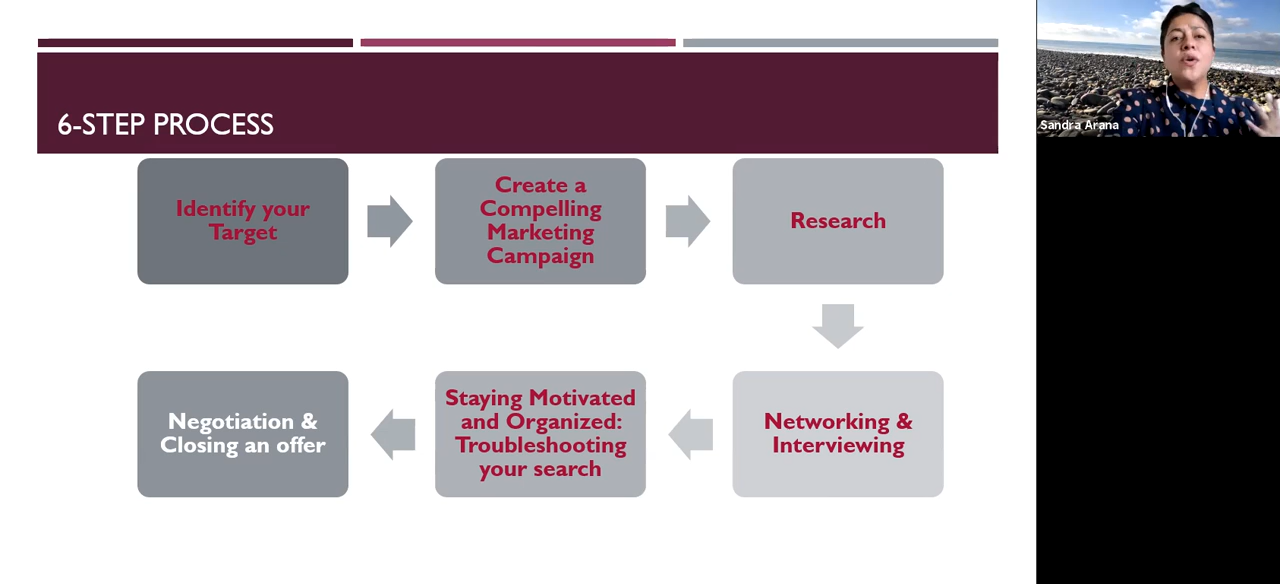 6-STEP PROCESS
Identify your
Target
Create a
Compelling
Marketing
Campaign
Research
Networking &
Interviewing
Staying Motivated
and Organized:
Troubleshooting
your search
Negotiation &
Closing an offer
Sandra Arana